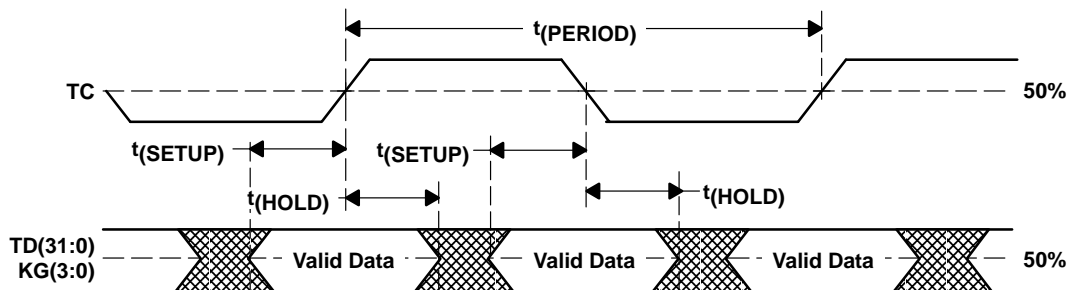 t(PERIOD)
TC
50%
t(SETUP)
t(SETUP)
t(HOLD)
t(HOLD)
TD(31:0)
KG(3:0)
Valid Data
Valid Data
Valid Data
50%